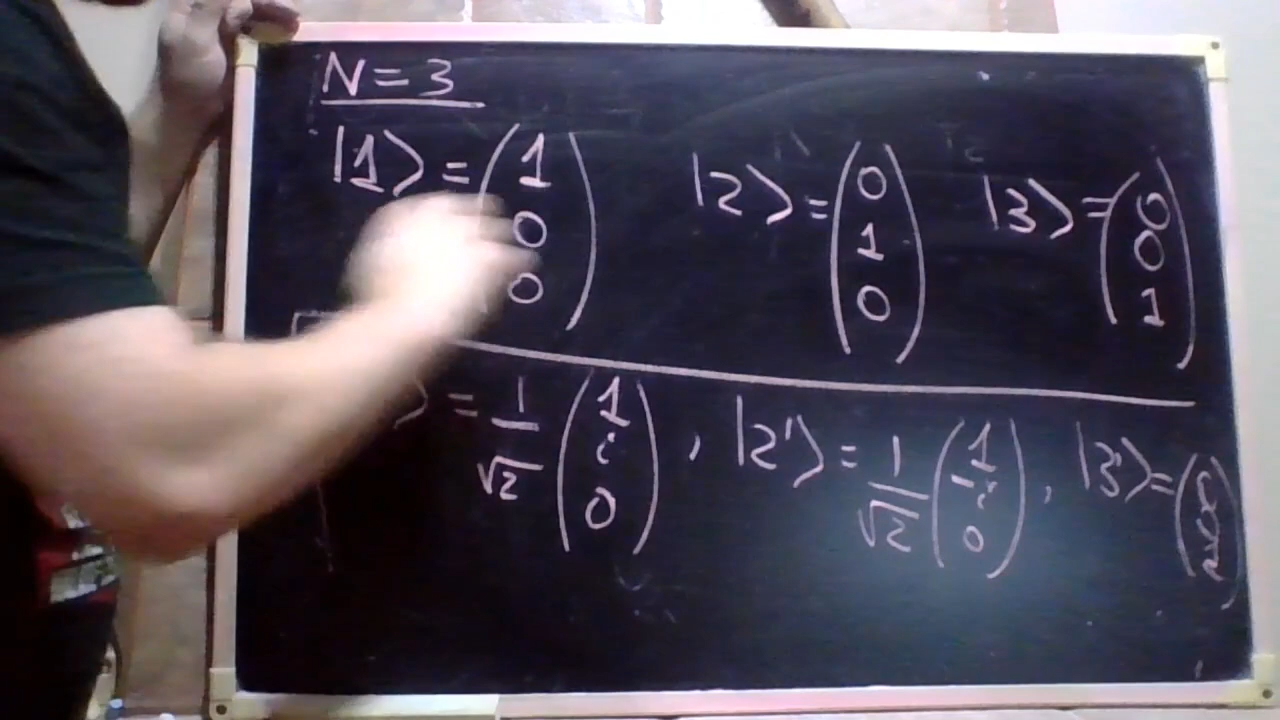 N=3
|1⟩ = (1 0 0) |2⟩ = (0 1 0) |3⟩ = (0 0 1)
⟩ = 1/√2 (1 i 0) , |2'⟩ = 1/√2 (1 -i 0) , |3'⟩ =